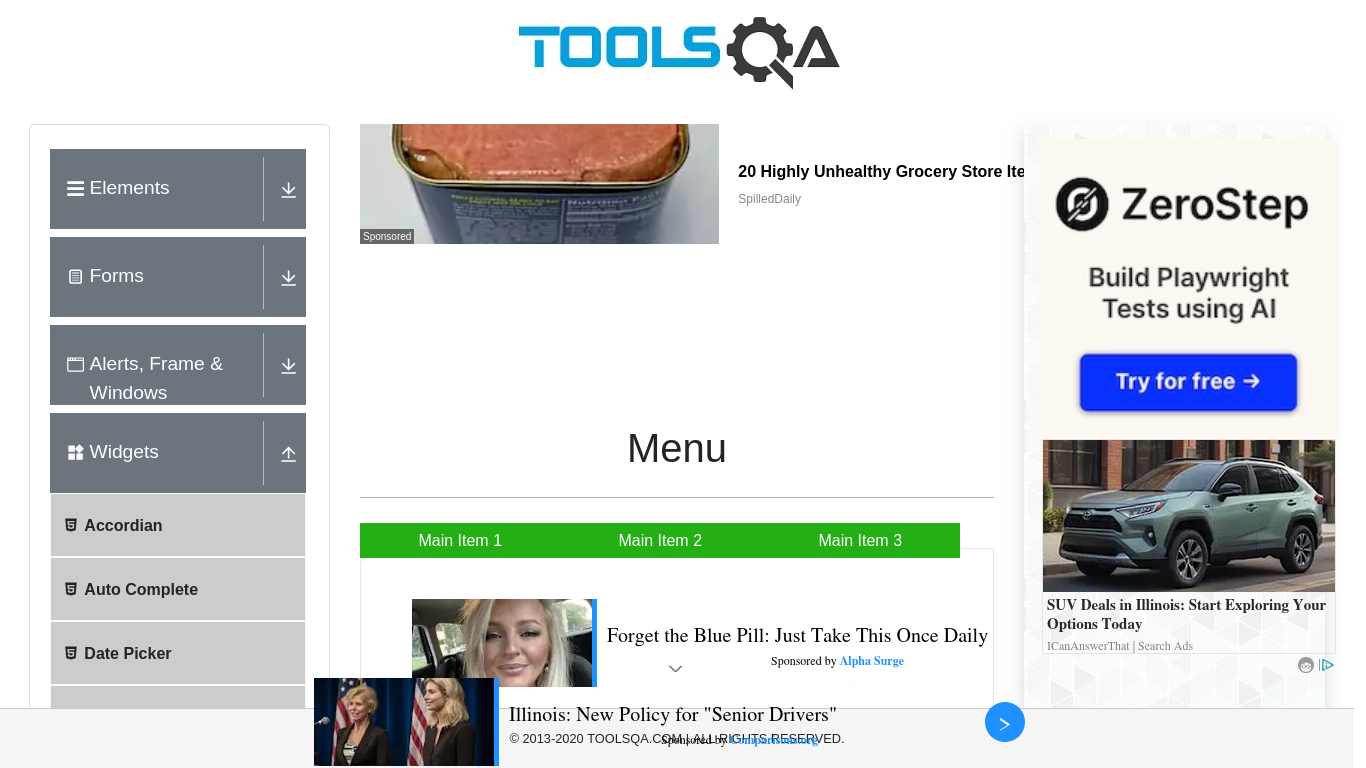 TOOLSQA
Elements
Forms
Alerts, Frame &
Windows
Widgets
Accordian
Auto Complete
Date Picker
Sponsored
20 Highly Unhealthy Grocery Store Ite
SpilledDaily
Menu
Main Item 1
Main Item 2
Main Item 3
Forget the Blue Pill: Just Take This Once Daily
Sponsored by Alpha Surge
Illinois: New Policy for "Senior Drivers"
Sponsored by Comparisons.org
© 2013-2020 TOOLSQA.COM | ALL RIGHTS RESERVED.
ZeroStep
Build Playwright
Tests using AI
Try for free →
SUV Deals in Illinois: Start Exploring Your
Options Today
ICanAnswerThat | Search Ads